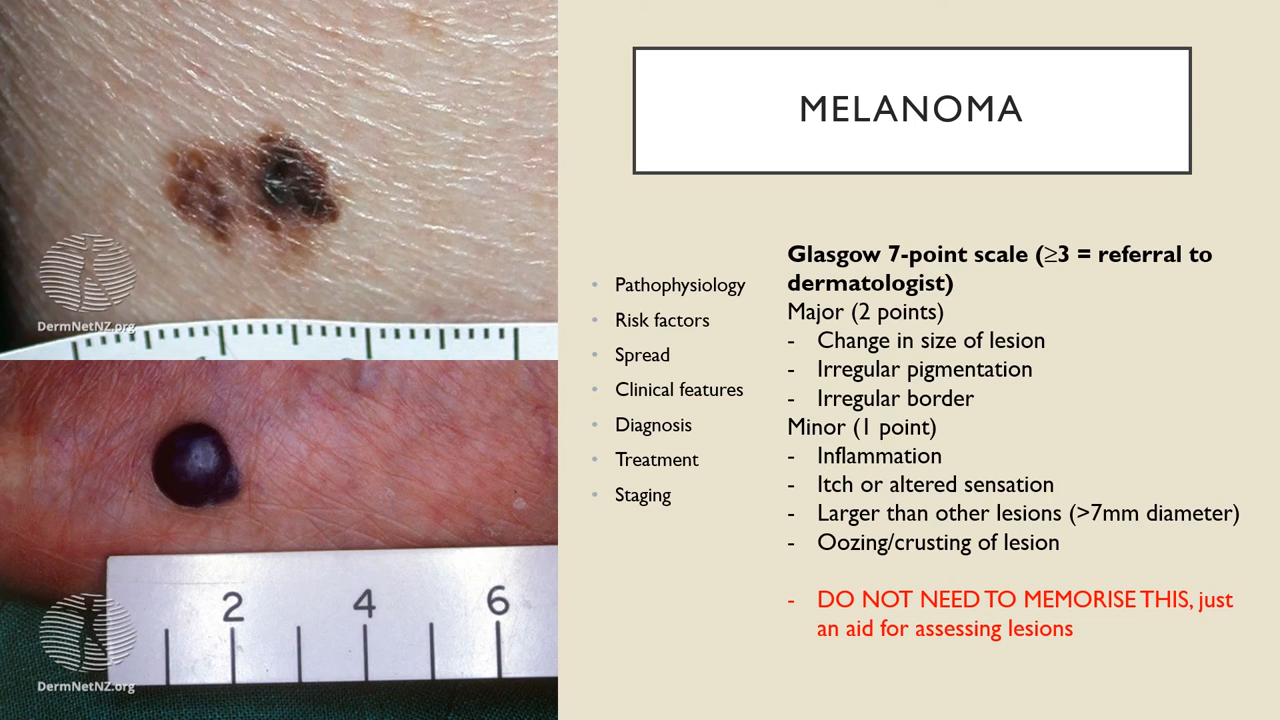 MELANOMA
Pathophysiology
Risk factors
Spread
Clinical features
Diagnosis
Treatment
Staging
Glasgow 7-point scale (≥3 = referral to
dermatologist)
Major (2 points)
- Change in size of lesion
- Irregular pigmentation
- Irregular border
Minor (1 point)
- Inflammation
- Itch or altered sensation
- Larger than other lesions (>7mm diameter)
- Oozing/crusting of lesion
- DO NOT NEED TO MEMORISE THIS, just
an aid for assessing lesions
DermNetNZ.org
2 4 6
DermNetNZ.org